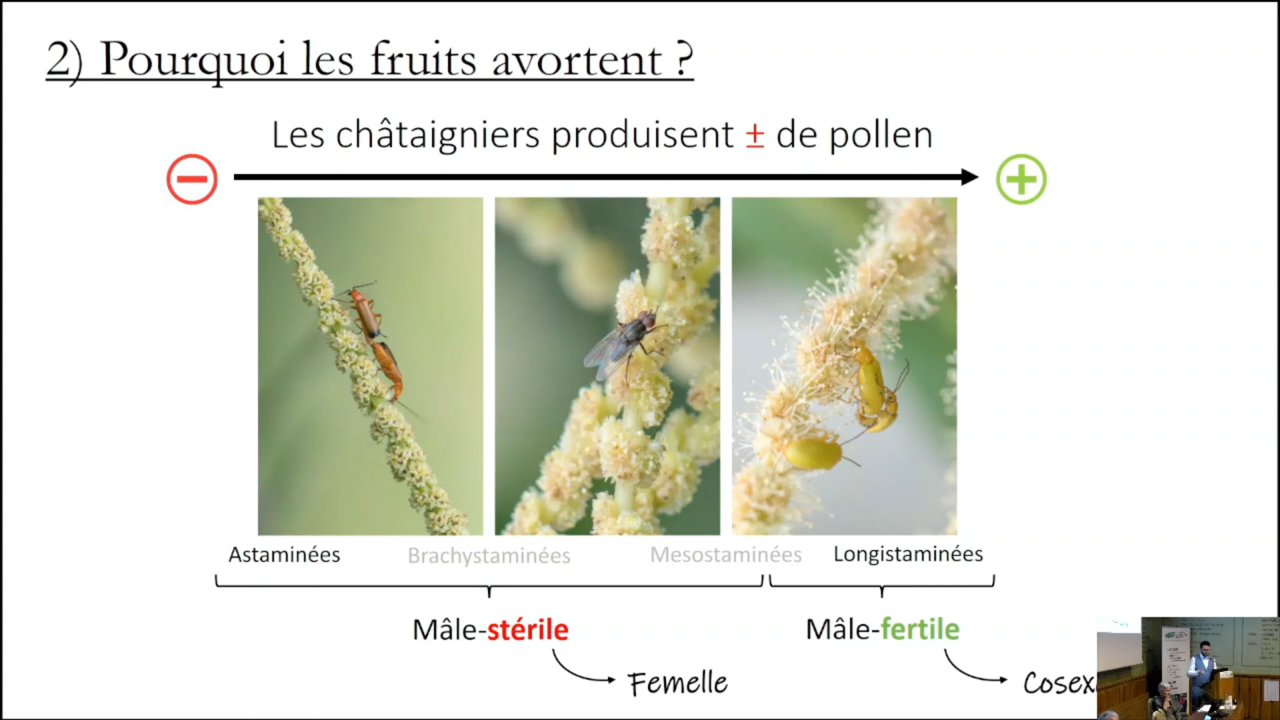 2) Pourquoi les fruits avortent ?
Les châtaigniers produisent ± de pollen
Astaminées Brachystaminées Mesostaminées Longistaminées
Mâle-stérile Mâle-fertile
Femelle Cosex